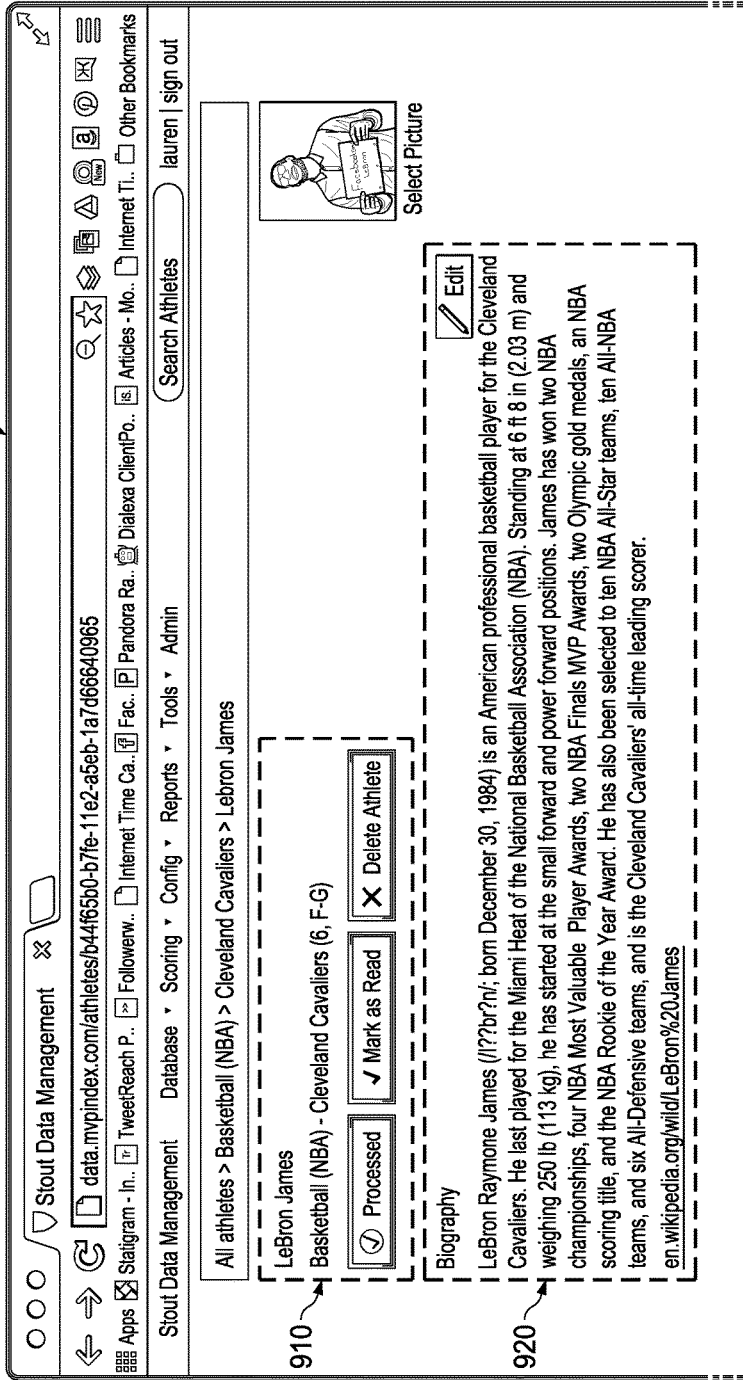 Stout Data Management
data.mvpindex.com/athletes/b44f65b0-b7fe-11e2-a5eb-1a7d66640965
Apps Statigram - In.. Tr TweetReach P.. Followerw.. Internet Time Ca.. Fac.. P Pandora Ra.. Dialexa ClientPo.. is. Articles - Mo.. Internet Ti.. Other Bookmarks
New
Stout Data Management Database Scoring Config Reports Tools Admin Search Athletes lauren | sign out
All athletes > Basketball (NBA) > Cleveland Cavaliers > Lebron James
910
LeBron James
Basketball (NBA) - Cleveland Cavaliers (6, F-G)
Processed Mark as Read Delete Athlete
Facebook
LeBron
Select Picture
920
Biography
Edit
LeBron Raymone James (/l??br?n/; born December 30, 1984) is an American professional basketball player for the Cleveland
Cavaliers. He last played for the Miami Heat of the National Basketball Association (NBA). Standing at 6 ft 8 in (2.03 m) and
weighing 250 lb (113 kg), he has started at the small forward and power forward positions. James has won two NBA
championships, four NBA Most Valuable Player Awards, two NBA Finals MVP Awards, two Olympic gold medals, an NBA
scoring title, and the NBA Rookie of the Year Award. He has also been selected to ten NBA All-Star teams, ten All-NBA
teams, and six All-Defensive teams, and is the Cleveland Cavaliers' all-time leading scorer.
en.wikipedia.org/wild/LeBron%20James